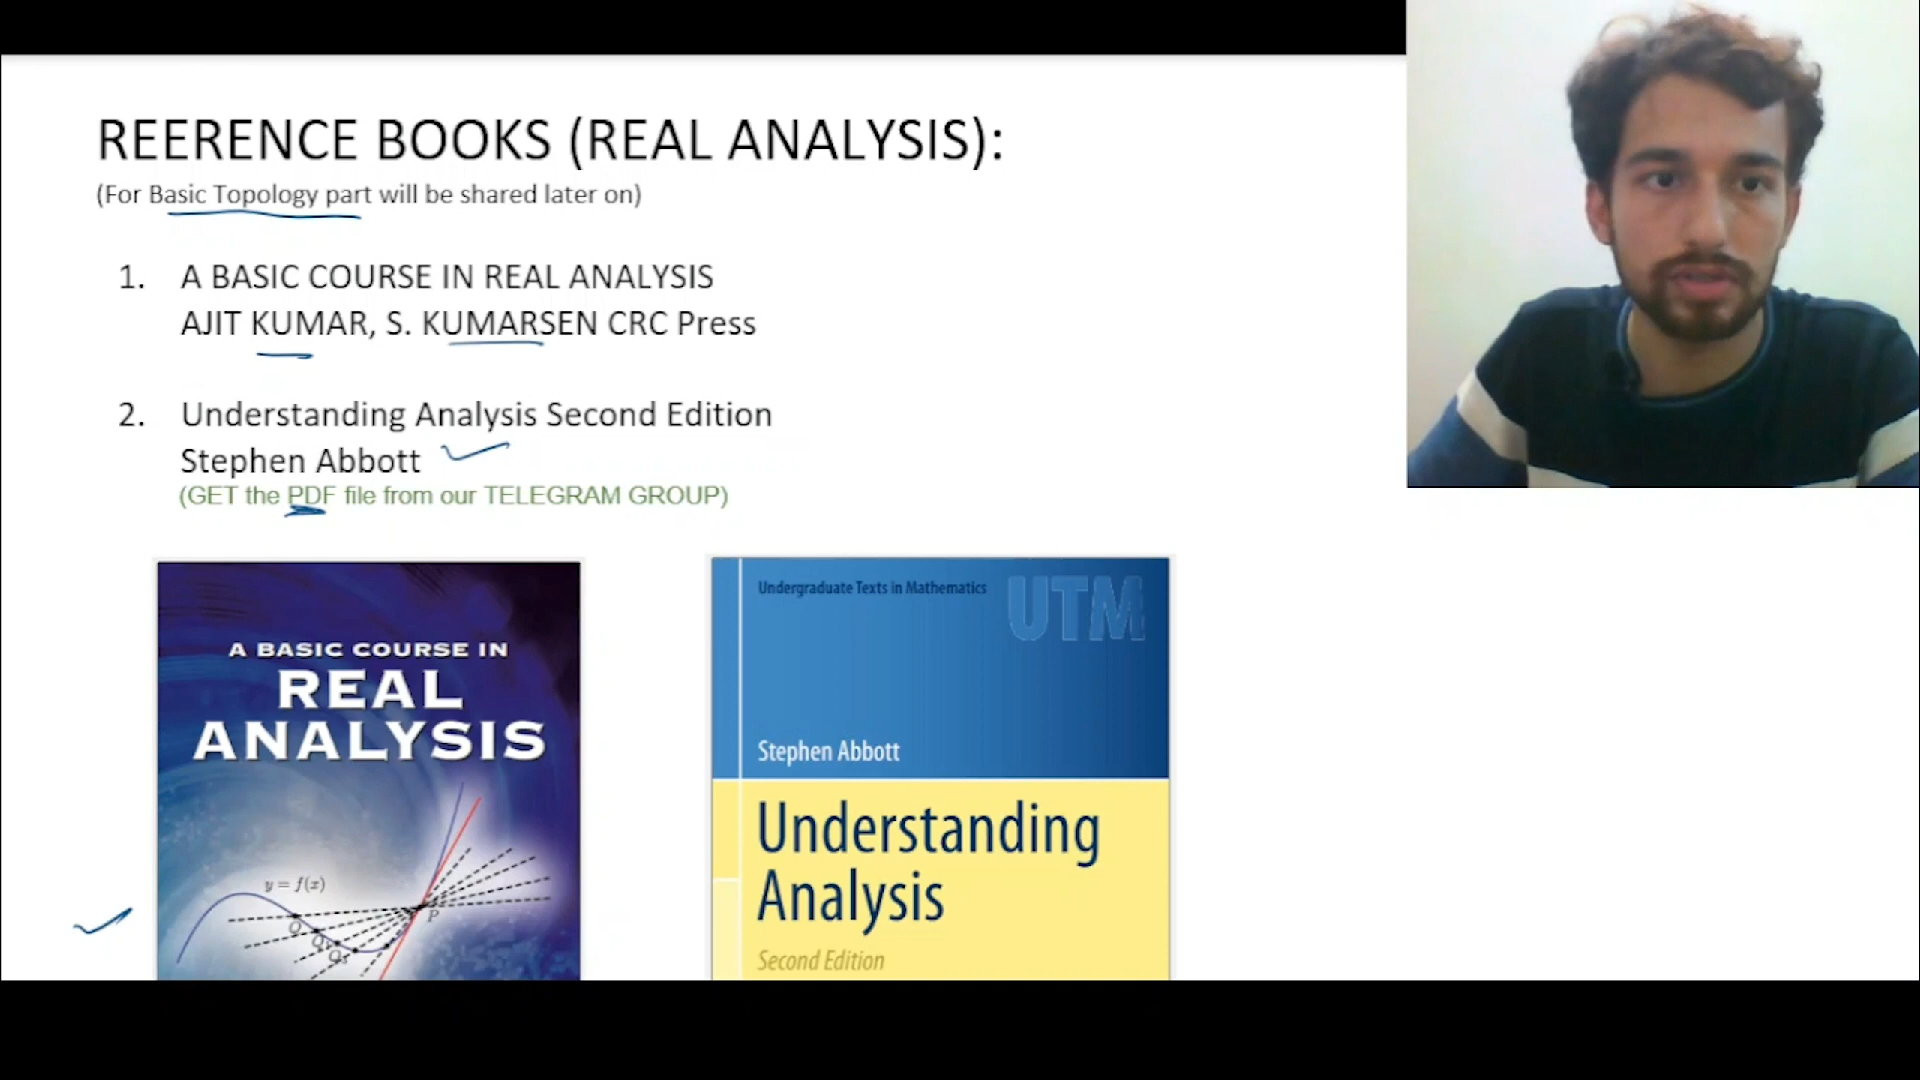 REERENCE BOOKS (REAL ANALYSIS):
(For Basic Topology part will be shared later on)
1. A BASIC COURSE IN REAL ANALYSIS
AJIT KUMAR, S. KUMARSEN CRC Press
2. Understanding Analysis Second Edition
Stephen Abbott
(GET the PDF file from our TELEGRAM GROUP)
A BASIC COURSE IN
REAL
ANALYSIS
y = f(x)
P
Q
Undergraduate Texts in Mathematics
UTM
Stephen Abbott
Understanding
Analysis
Second Edition